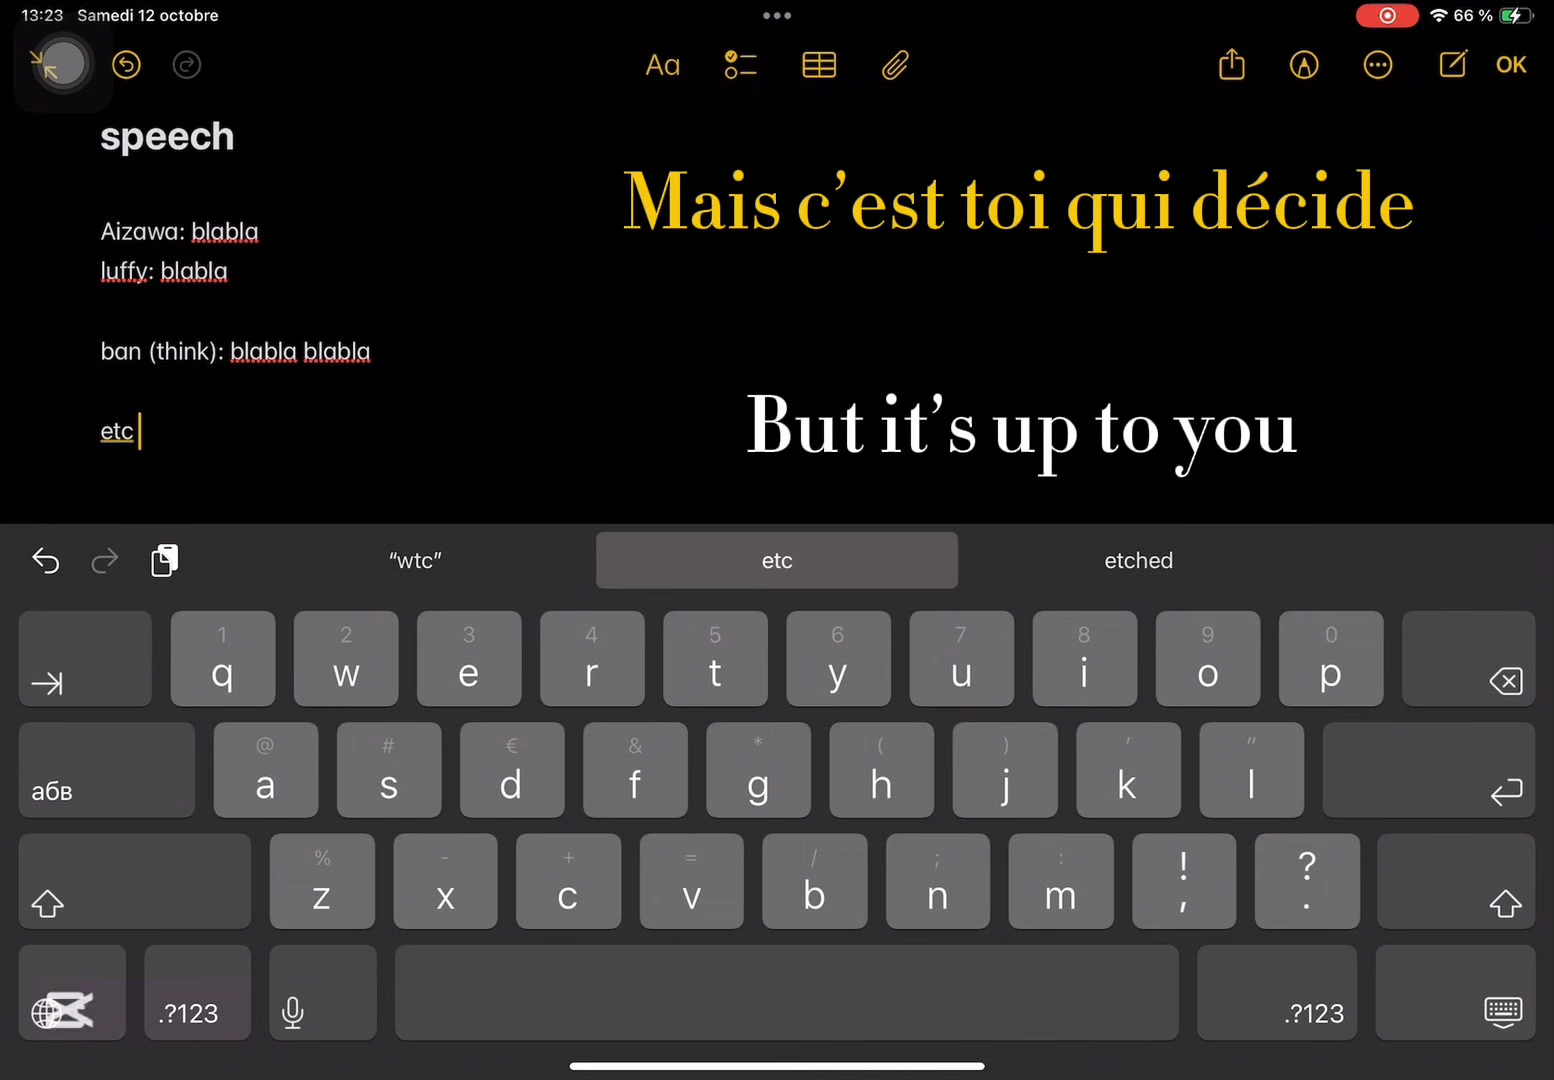 13:23 Samedi 12 octobre
66 %
Aa
OK
speech
Mais c’est toi qui décide
Aizawa: blabla
luffy: blabla
ban (think): blabla blabla
But it’s up to you
etc
“wtc” etc etched
1 2 3 4 5 6 7 8 9 0
q w e r t y u i o p
@ # € & * ( ) ' "
абв a s d f g h j k l
% - + = / ; : ! ?
z x c v b n m , .
.?123 .?123